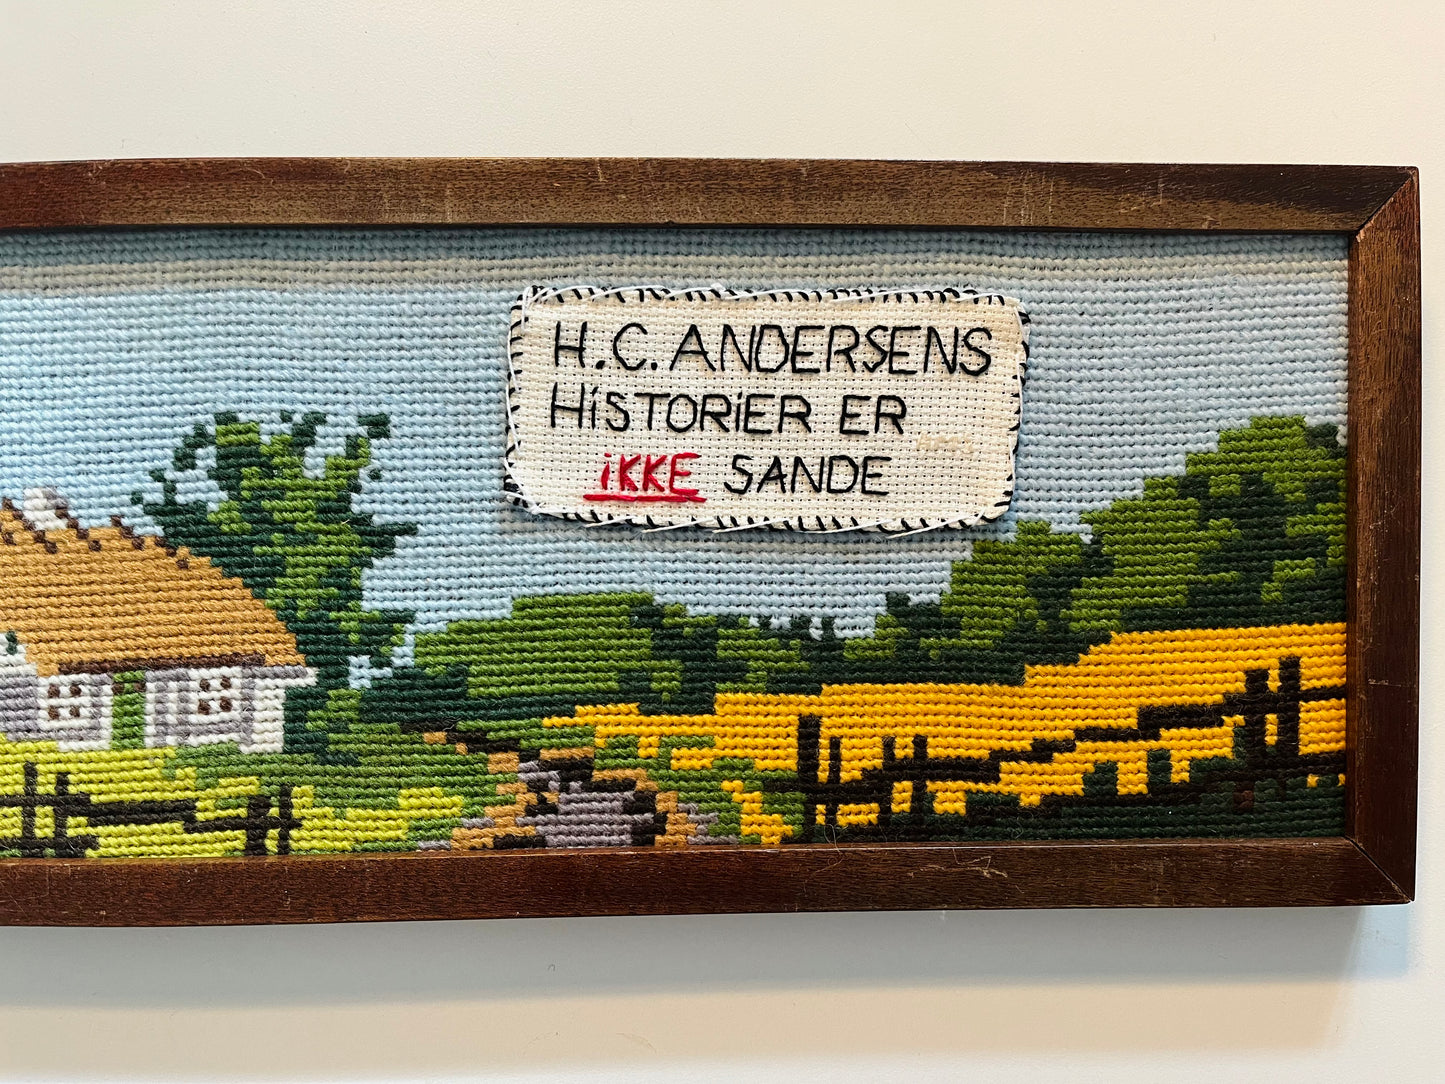 H.C. ANDERSENS
HiSTORiER ER
iKKE SANDE